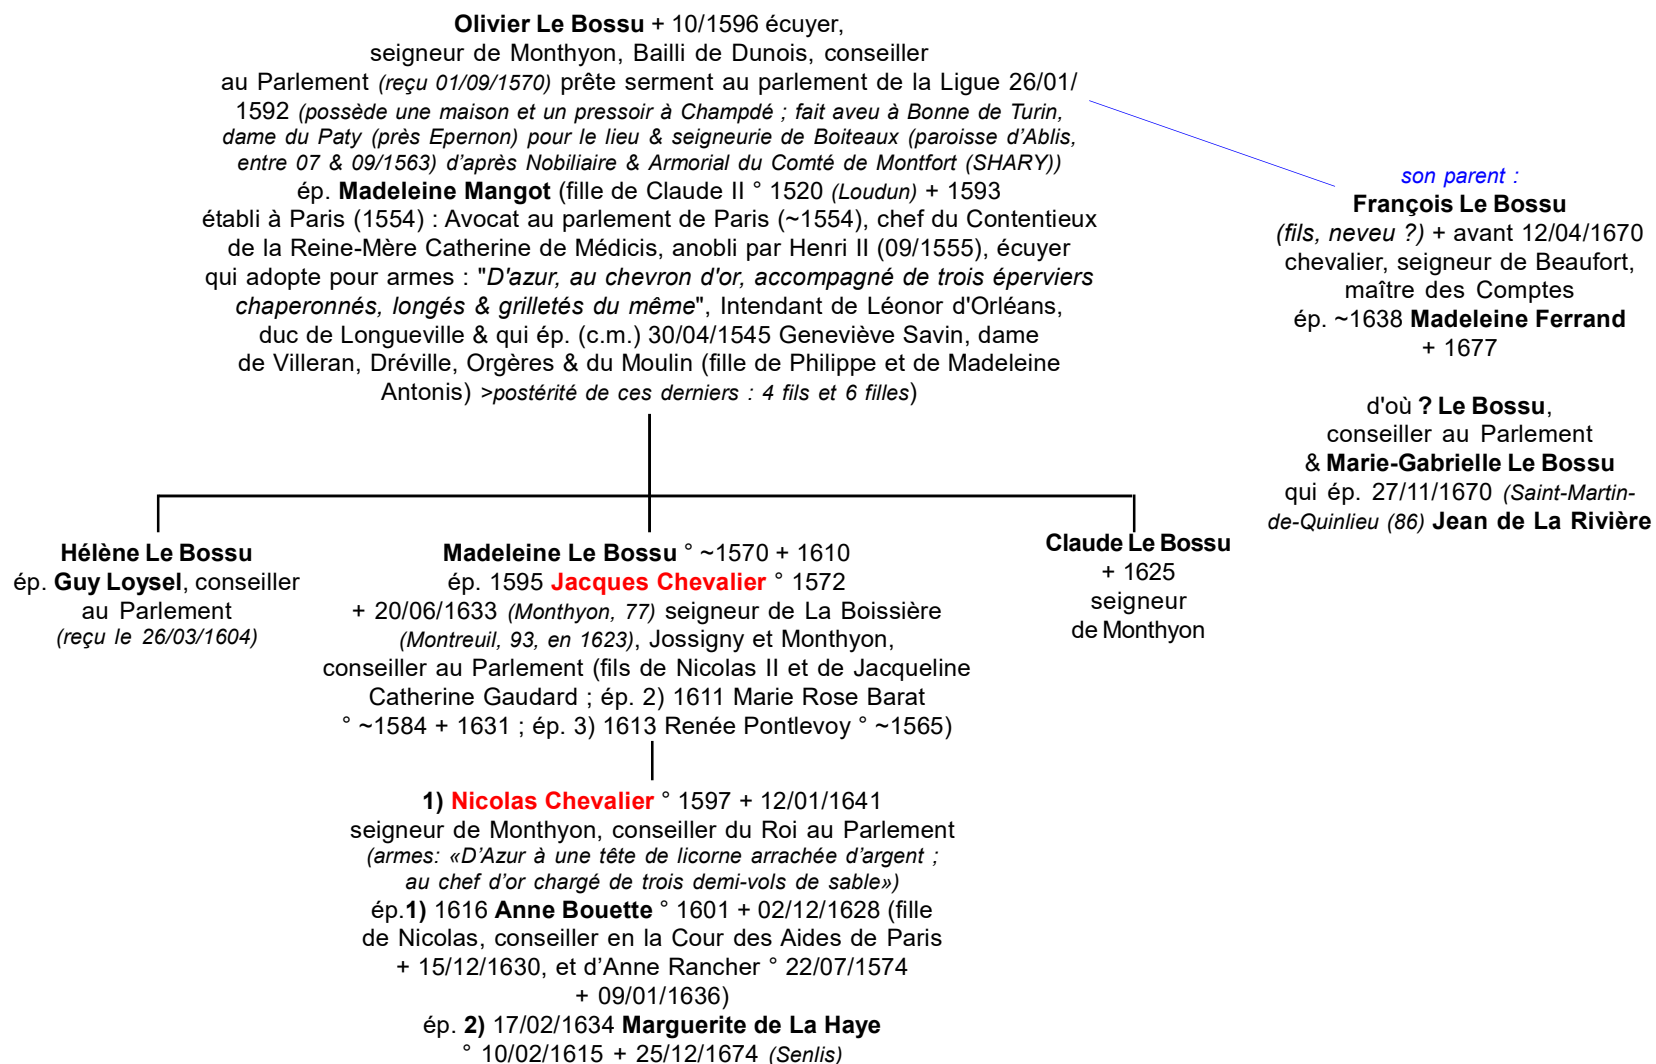 Olivier Le Bossu + 10/1596 écuyer,
seigneur de Monthyon, Bailli de Dunois, conseiller
au Parlement (reçu 01/09/1570) prête serment au parlement de la Ligue 26/01/
1592 (possède une maison et un pressoir à Champdé ; fait aveu à Bonne de Turin,
dame du Paty (près Epernon) pour le lieu & seigneurie de Boiteaux (paroisse d’Ablis,
entre 07 & 09/1563) d’après Nobiliaire & Armorial du Comté de Montfort (SHARY))
ép. Madeleine Mangot (fille de Claude II ° 1520 (Loudun) + 1593
établi à Paris (1554) : Avocat au parlement de Paris (~1554), chef du Contentieux
de la Reine-Mère Catherine de Médicis, anobli par Henri II (09/1555), écuyer
qui adopte pour armes : "D'azur, au chevron d'or, accompagné de trois éperviers
chaperonnés, longés & grilletés du même", Intendant de Léonor d'Orléans,
duc de Longueville & qui ép. (c.m.) 30/04/1545 Geneviève Savin, dame
de Villeran, Dréville, Orgères & du Moulin (fille de Philippe et de Madeleine
Antonis) >postérité de ces derniers : 4 fils et 6 filles)
son parent :
François Le Bossu
(fils, neveu ?) + avant 12/04/1670
chevalier, seigneur de Beaufort,
maître des Comptes
ép. ~1638 Madeleine Ferrand
+ 1677
d'où ? Le Bossu,
conseiller au Parlement
& Marie-Gabrielle Le Bossu
qui ép. 27/11/1670 (Saint-Martin-
de-Quinlieu (86) Jean de La Rivière
Hélène Le Bossu
ép. Guy Loysel, conseiller
au Parlement
(reçu le 26/03/1604)
Madeleine Le Bossu ° ~1570 + 1610
ép. 1595 Jacques Chevalier ° 1572
+ 20/06/1633 (Monthyon, 77) seigneur de La Boissière
(Montreuil, 93, en 1623), Jossigny et Monthyon,
conseiller au Parlement (fils de Nicolas II et de Jacqueline
Catherine Gaudard ; ép. 2) 1611 Marie Rose Barat
° ~1584 + 1631 ; ép. 3) 1613 Renée Pontlevoy ° ~1565)
Claude Le Bossu
+ 1625
seigneur
de Monthyon
1) Nicolas Chevalier ° 1597 + 12/01/1641
seigneur de Monthyon, conseiller du Roi au Parlement
(armes: «D’Azur à une tête de licorne arrachée d’argent ;
au chef d’or chargé de trois demi-vols de sable»)
ép.1) 1616 Anne Bouette ° 1601 + 02/12/1628 (fille
de Nicolas, conseiller en la Cour des Aides de Paris
+ 15/12/1630, et d’Anne Rancher ° 22/07/1574
+ 09/01/1636)
ép. 2) 17/02/1634 Marguerite de La Haye
° 10/02/1615 + 25/12/1674 (Senlis)